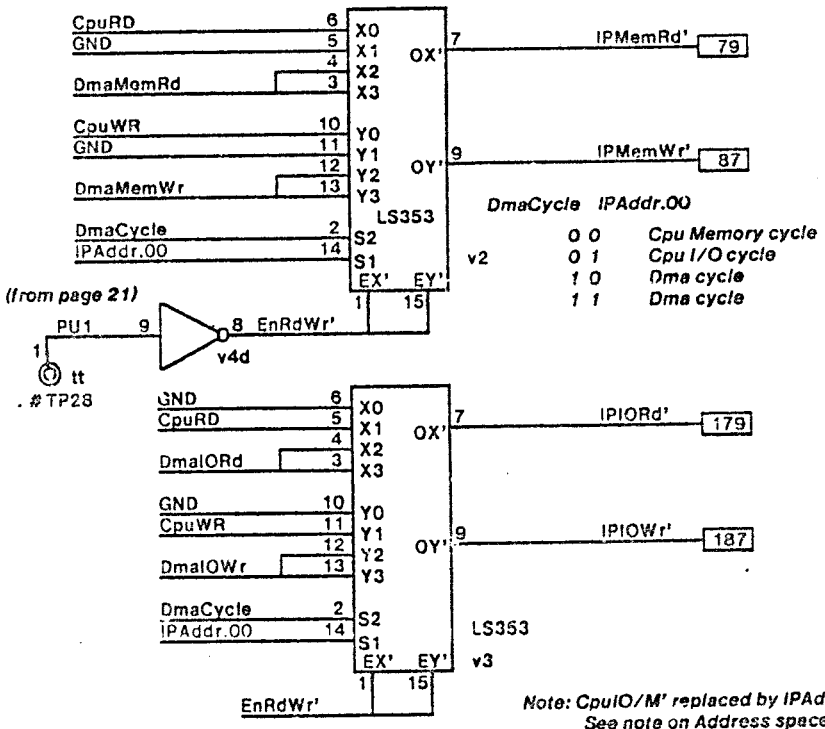 CpuRD 6 X0
GND 5 X1
4 X2
DmaMemRd 3 X3
OX' 7 IPMemRd' 79
CpuWR 10 Y0
GND 11 Y1
12 Y2
DmaMemWr 13 Y3
OY' 9 IPMemWr' 87
LS353
DmaCycle 2 S2
IPAddr.00 14 S1
v2
EX' EY'
1 15
DmaCycle IPAddr.00
0 0 Cpu Memory cycle
0 1 Cpu I/O cycle
1 0 Dma cycle
1 1 Dma cycle
(from page 21)
PU1 9 8 EnRdWr'
v4d
1
tt
.#TP28
GND 6 X0
CpuRD 5 X1
4 X2
DmaIORd 3 X3
OX' 7 IPIORd' 179
GND 10 Y0
CpuWR 11 Y1
12 Y2
DmaIOWr 13 Y3
OY' 9 IPIOWr' 187
DmaCycle 2 S2
IPAddr.00 14 S1
LS353
v3
EX' EY'
1 15
EnRdWr'
Note: CpuIO/M' replaced by IPAd
See note on Address space